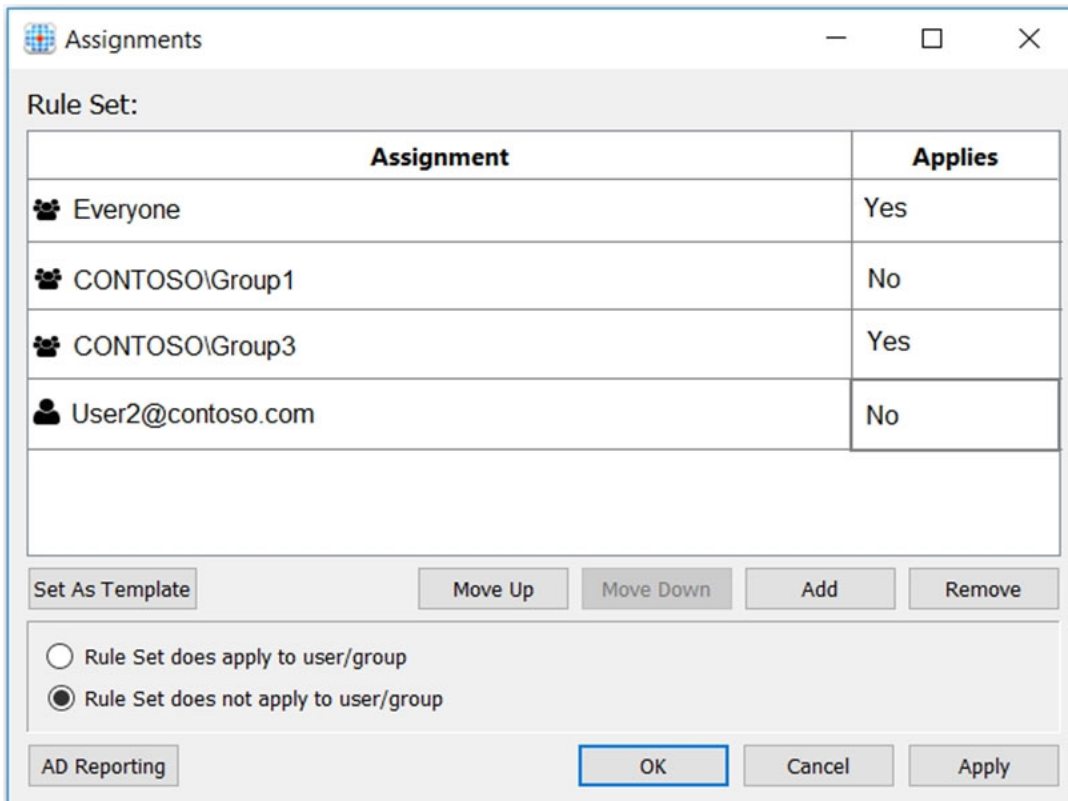 Assignments
Rule Set:
Assignment Applies
Everyone Yes
CONTOSO\Group1 No
CONTOSO\Group3 Yes
User2@contoso.com No
Set As Template Move Up Move Down Add Remove
Rule Set does apply to user/group
Rule Set does not apply to user/group
AD Reporting OK Cancel Apply